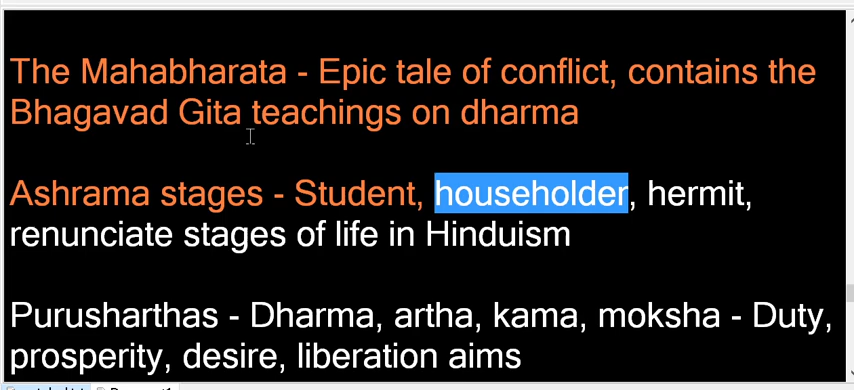 The Mahabharata - Epic tale of conflict, contains the
Bhagavad Gita teachings on dharma
Ashrama stages - Student, householder, hermit,
renunciate stages of life in Hinduism
Purusharthas - Dharma, artha, kama, moksha - Duty,
prosperity, desire, liberation aims